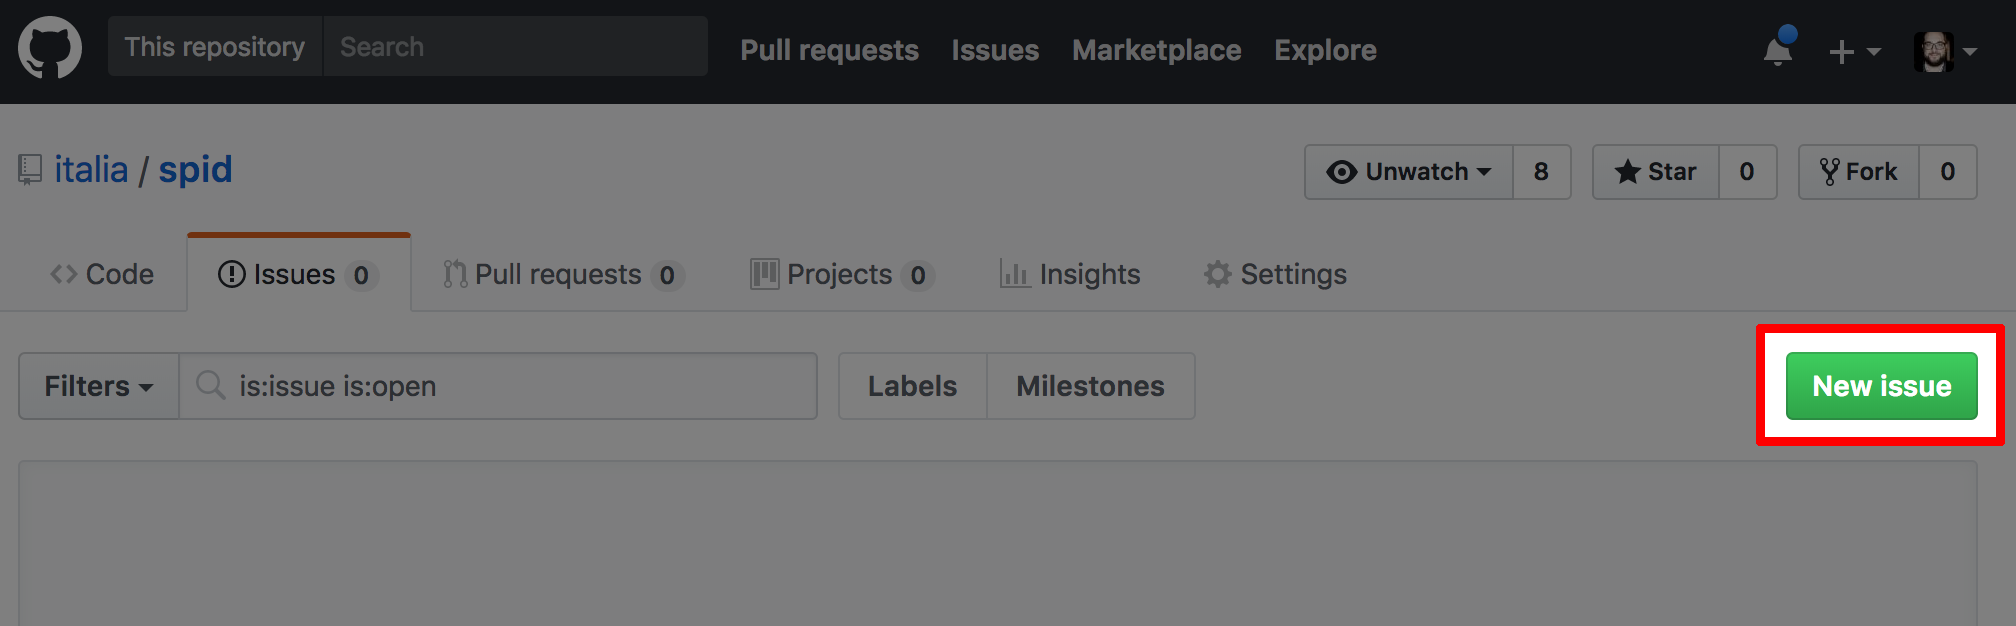 This repository Search Pull requests Issues Marketplace Explore
italia / spid Unwatch 8 Star 0 Fork 0
Code Issues 0 Pull requests 0 Projects 0 Insights Settings
Filters is:issue is:open Labels Milestones New issue